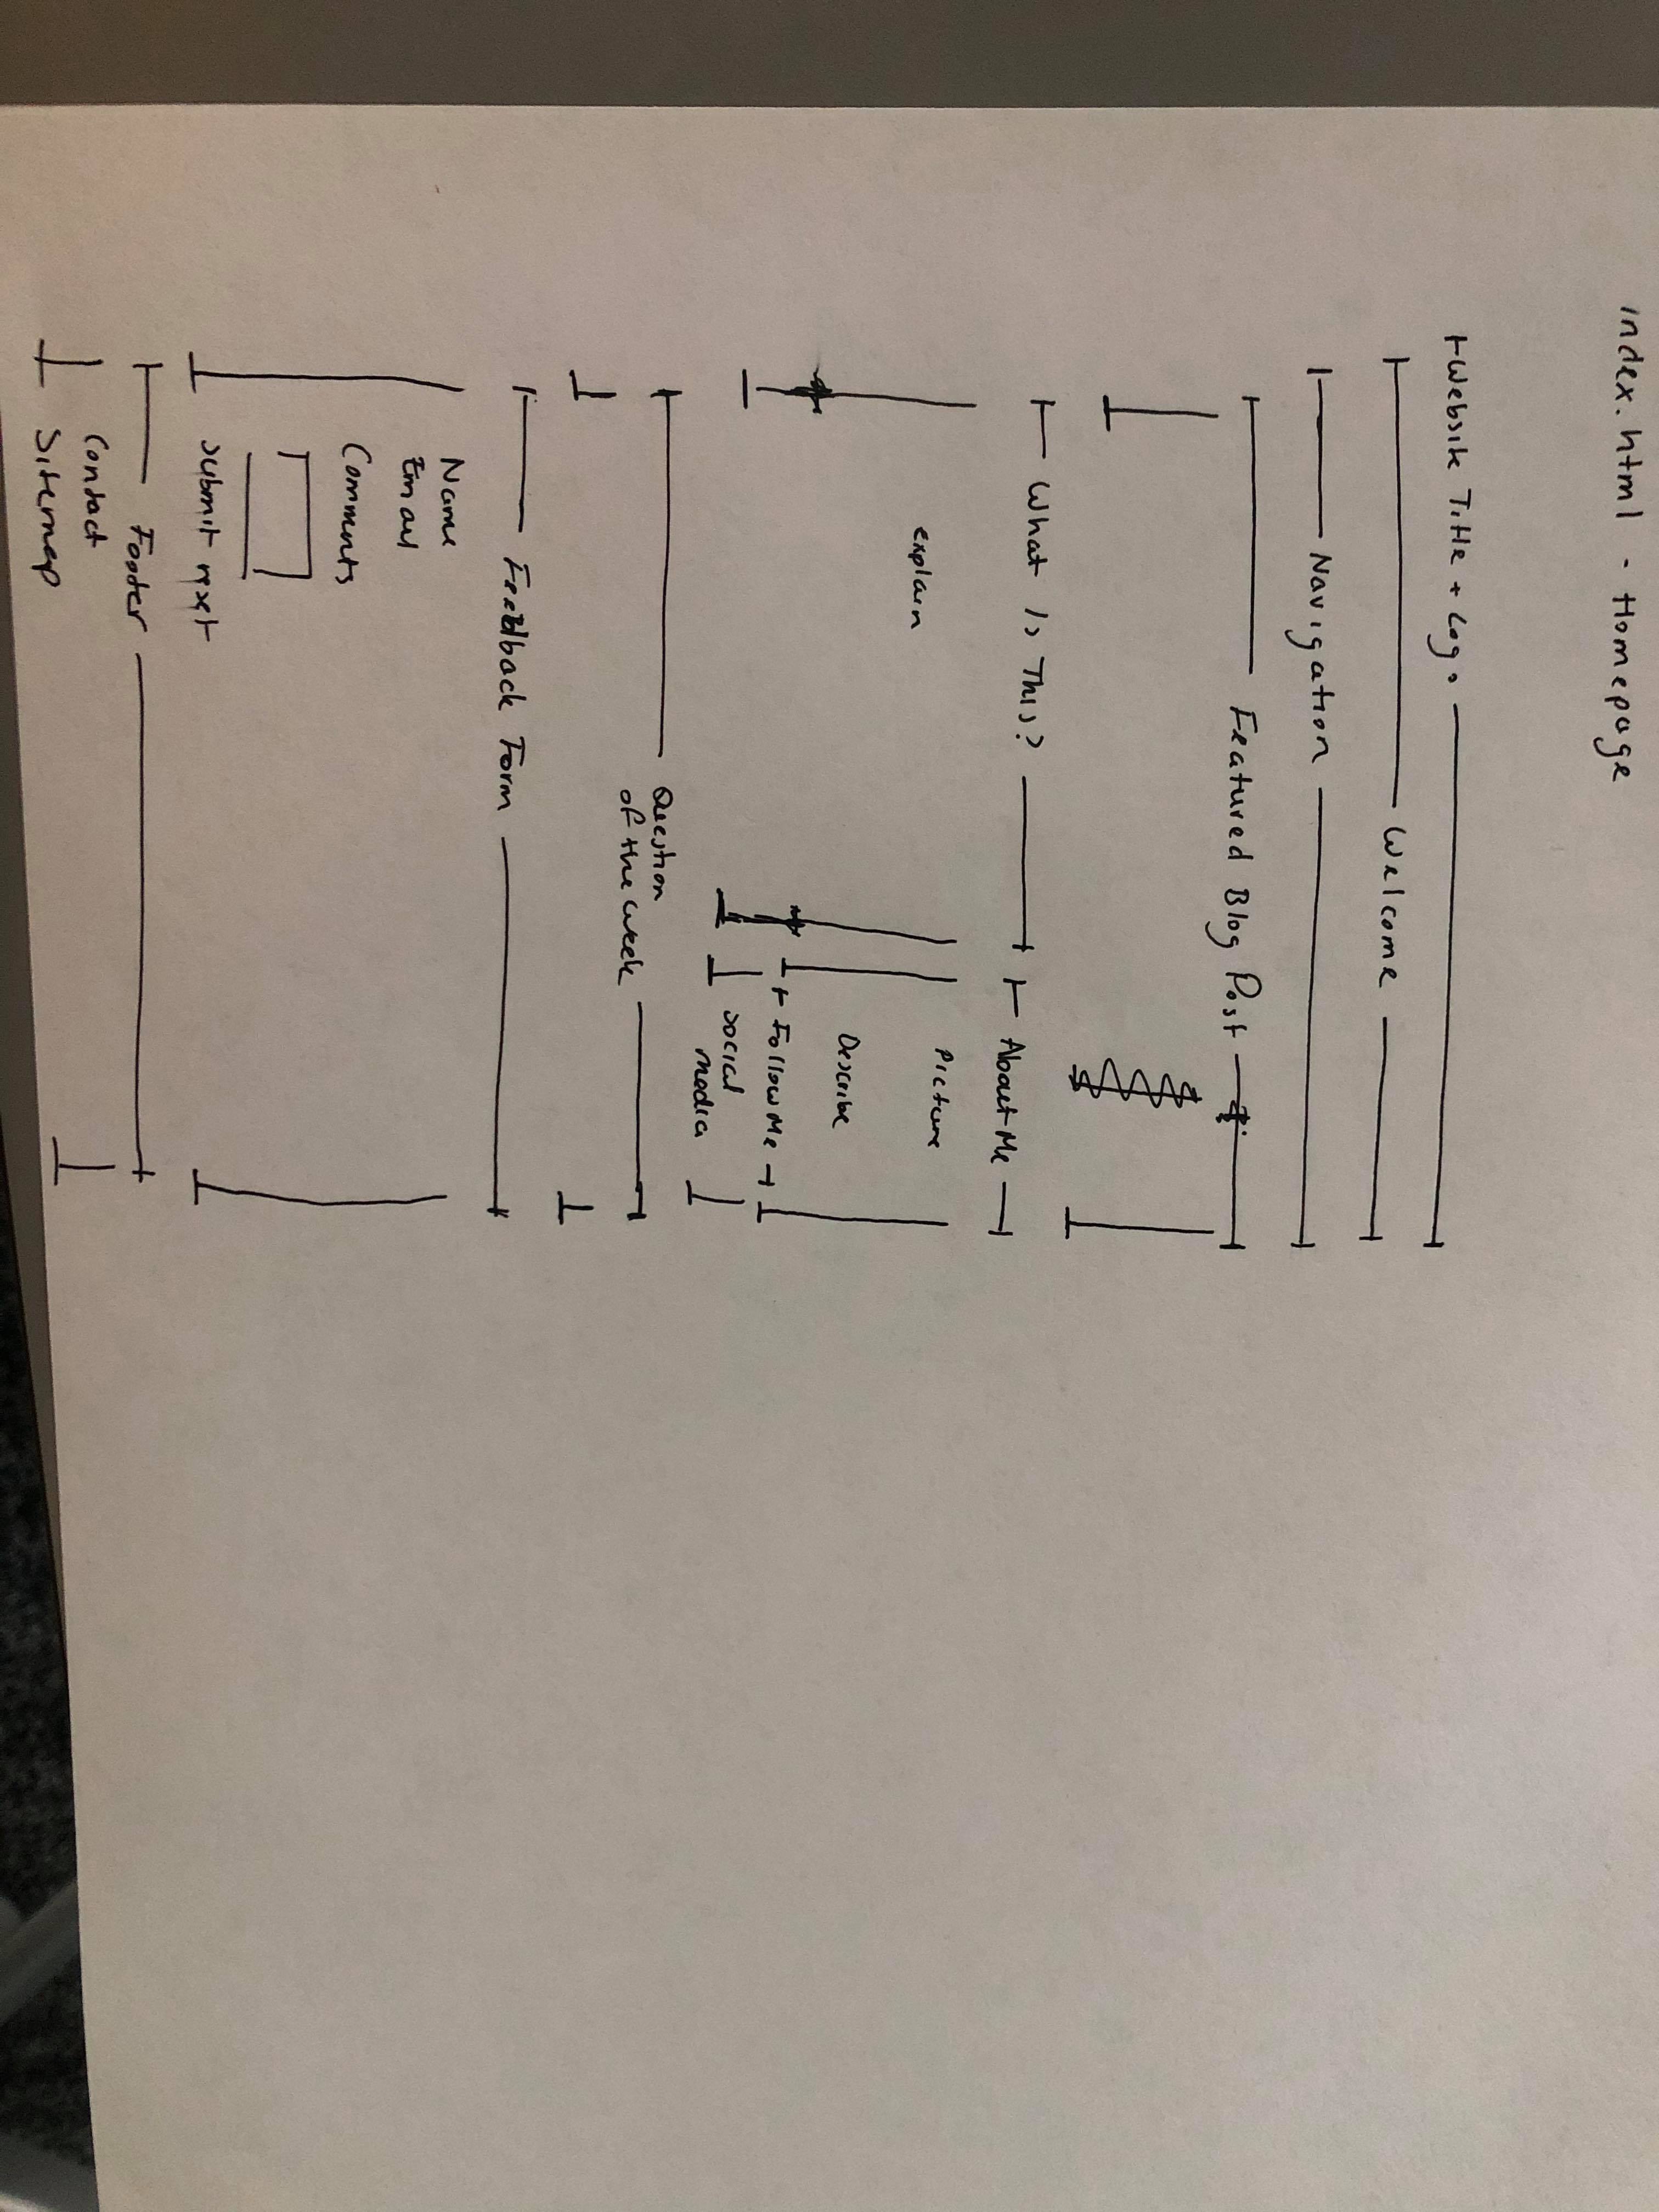 index.html - Homepage
Website Title + Logo
Welcome
Navigation
Featured Blog Post
What Is This?
explain
About Me
Picture
Describe
Follow Me
social
media
Question
of the week
Feedback Form
Name
Email
Comments
submit reset
Footer
Contact
Sitemap